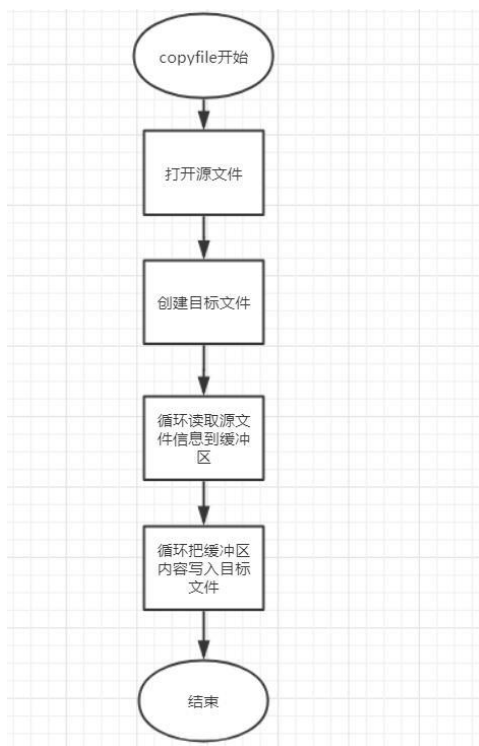 copyfile开始
打开源文件
创建目标文件
循环读取源文
件信息到缓冲
区
循环把缓冲区
内容写入目标
文件
结束